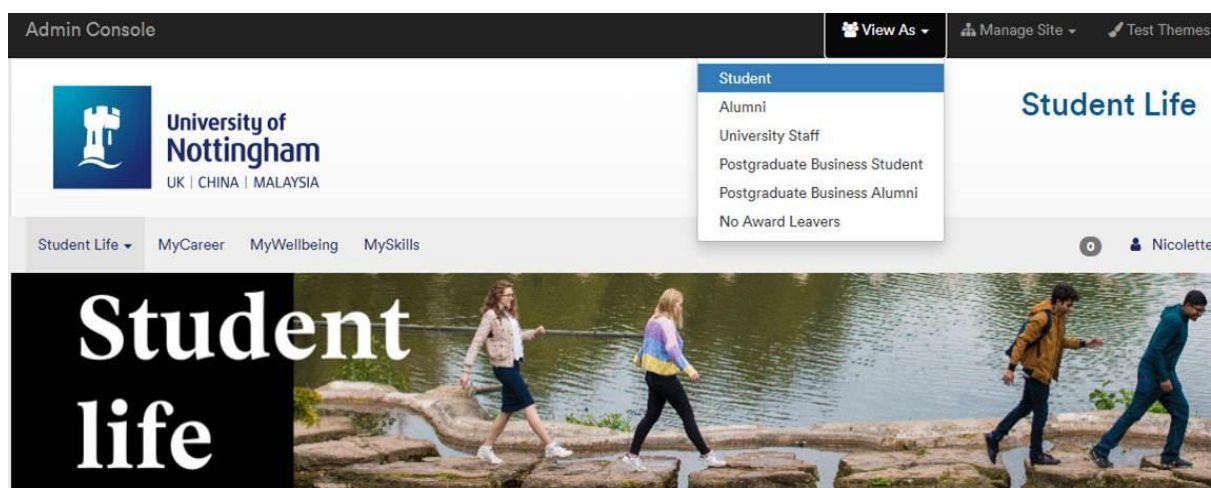 Admin Console
View As
Manage Site
Test Themes
Student
Alumni
University Staff
Postgraduate Business Student
Postgraduate Business Alumni
No Award Leavers
University of
Nottingham
UK | CHINA | MALAYSIA
Student Life
Student Life
MyCareer
MyWellbeing
MySkills
0
Nicolette
Student
life